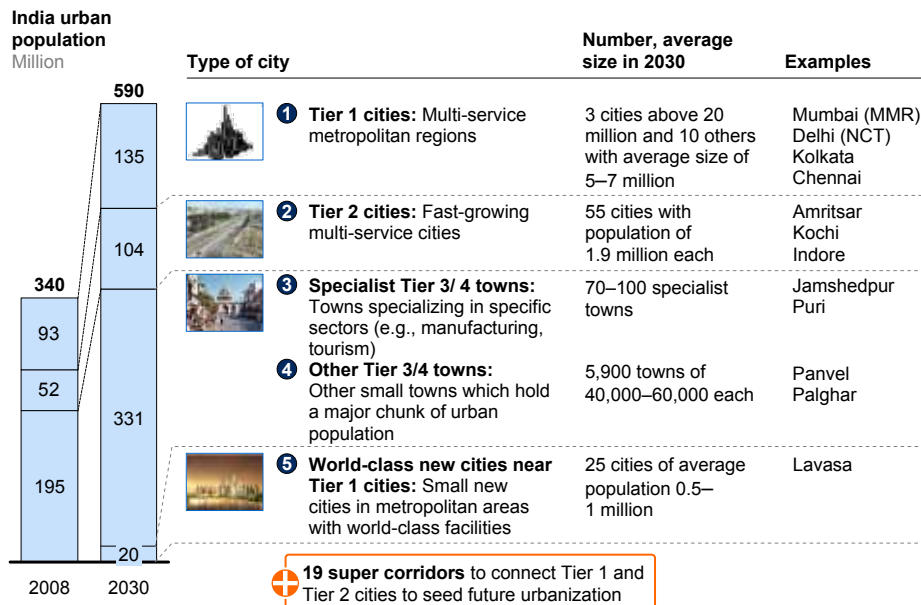 India urban
population
Million
Type of city
Number, average
size in 2030
Examples
340
93
52
195
2008
590
135
104
331
20
2030
1 Tier 1 cities: Multi-service
metropolitan regions
3 cities above 20
million and 10 others
with average size of
5–7 million
Mumbai (MMR)
Delhi (NCT)
Kolkata
Chennai
2 Tier 2 cities: Fast-growing
multi-service cities
55 cities with
population of
1.9 million each
Amritsar
Kochi
Indore
3 Specialist Tier 3/ 4 towns:
Towns specializing in specific
sectors (e.g., manufacturing,
tourism)
70–100 specialist
towns
Jamshedpur
Puri
4 Other Tier 3/4 towns:
Other small towns which hold
a major chunk of urban
population
5,900 towns of
40,000–60,000 each
Panvel
Palghar
5 World-class new cities near
Tier 1 cities: Small new
cities in metropolitan areas
with world-class facilities
25 cities of average
population 0.5–
1 million
Lavasa
19 super corridors to connect Tier 1 and
Tier 2 cities to seed future urbanization